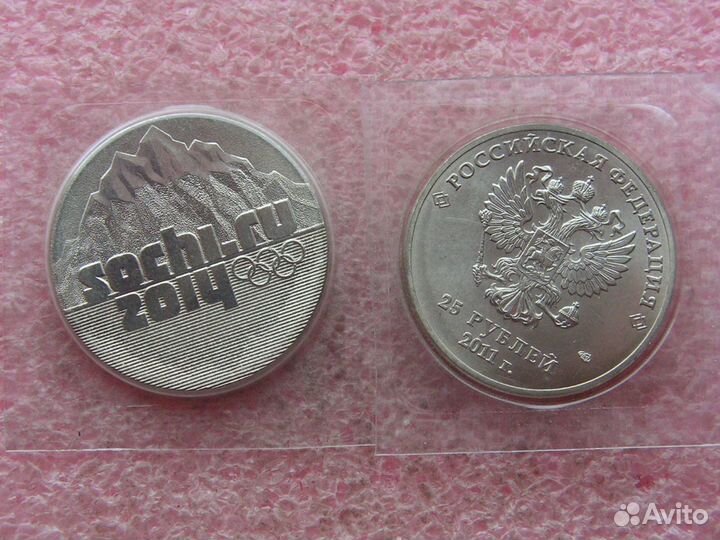 sochi.ru
2014
РОССИЙСКАЯ ФЕДЕРАЦИЯ
25 РУБЛЕЙ
2011 г.
Avito